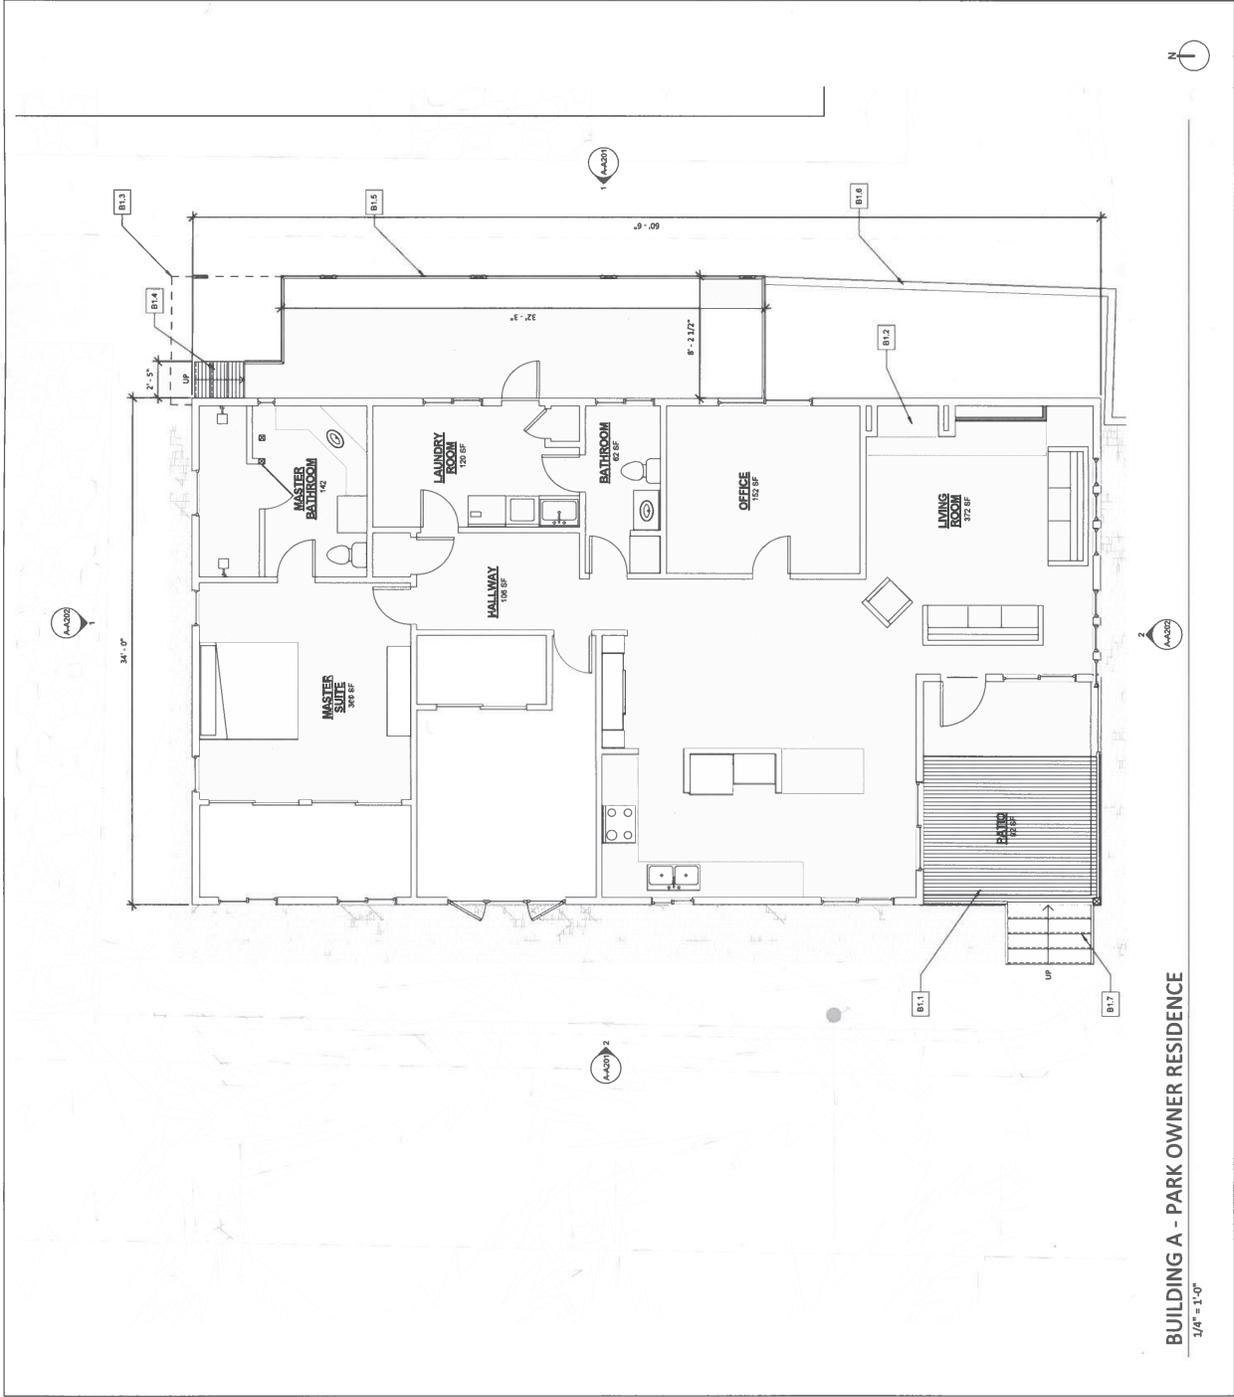 N
B1.3
B1.5
B1.6
1
A-A201
60' - 6"
B1.4
UP
2' - 5"
32' - 3"
8' - 2 1/2"
B1.2
MASTER
BATHROOM
142
LAUNDRY
ROOM
120 SF
BATHROOM
62 SF
OFFICE
152 SF
LIVING
ROOM
372 SF
HALLWAY
106 SF
A-A202
1
34' - 0"
2
A-A202
MASTER
SUITE
PATIO
92 SF
UP
B1.1
B1.7
2
A-A201
BUILDING A - PARK OWNER RESIDENCE
1/4" = 1'-0"